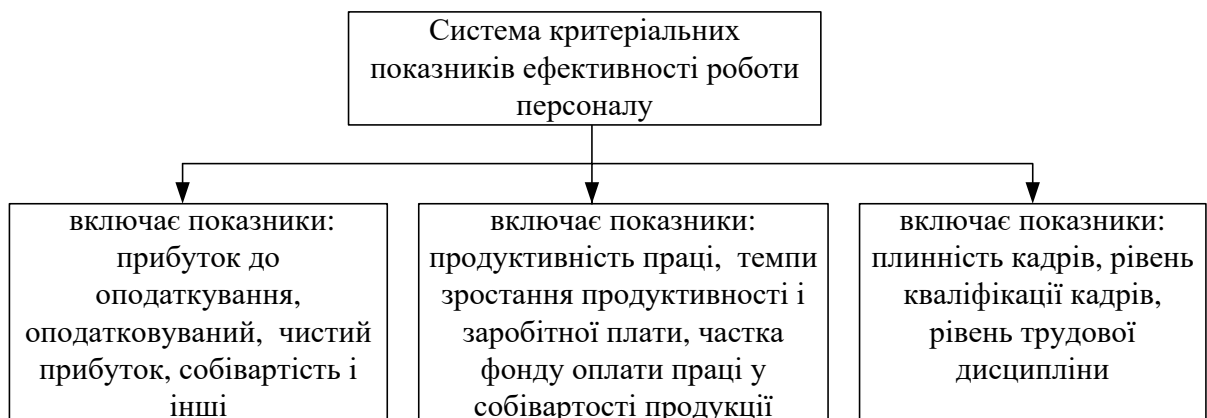 Система критеріальних
показників ефективності роботи
персоналу
включає показники:
прибуток до
оподаткування,
оподатковуваний, чистий
прибуток, собівартість і
інші
включає показники:
продуктивність праці, темпи
зростання продуктивності і
заробітної плати, частка
фонду оплати праці у
собівартості продукції
включає показники:
плинність кадрів, рівень
кваліфікації кадрів,
рівень трудової
дисципліни